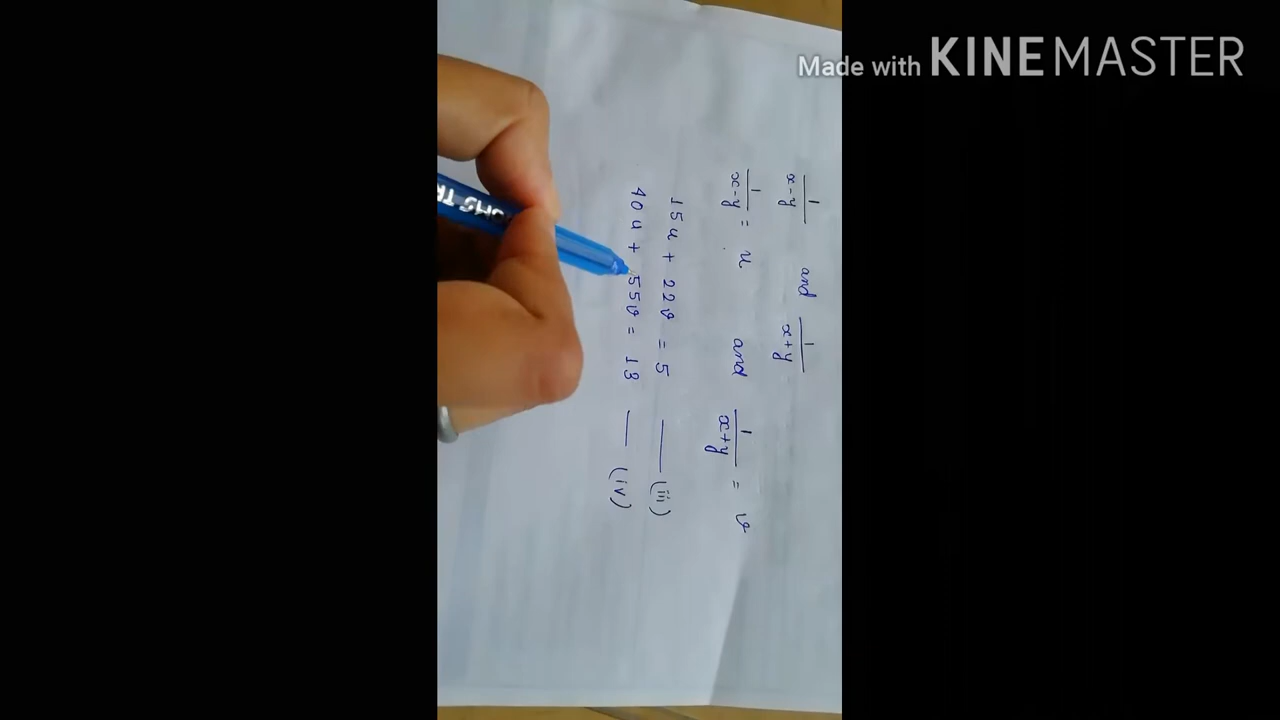 Made with KINEMASTER
1/(x-y) and 1/(x+y)
1/(x-y) = u and 1/(x+y) = v
15u + 22v = 5 — (iii)
40u + 55v = 13 — (iv)